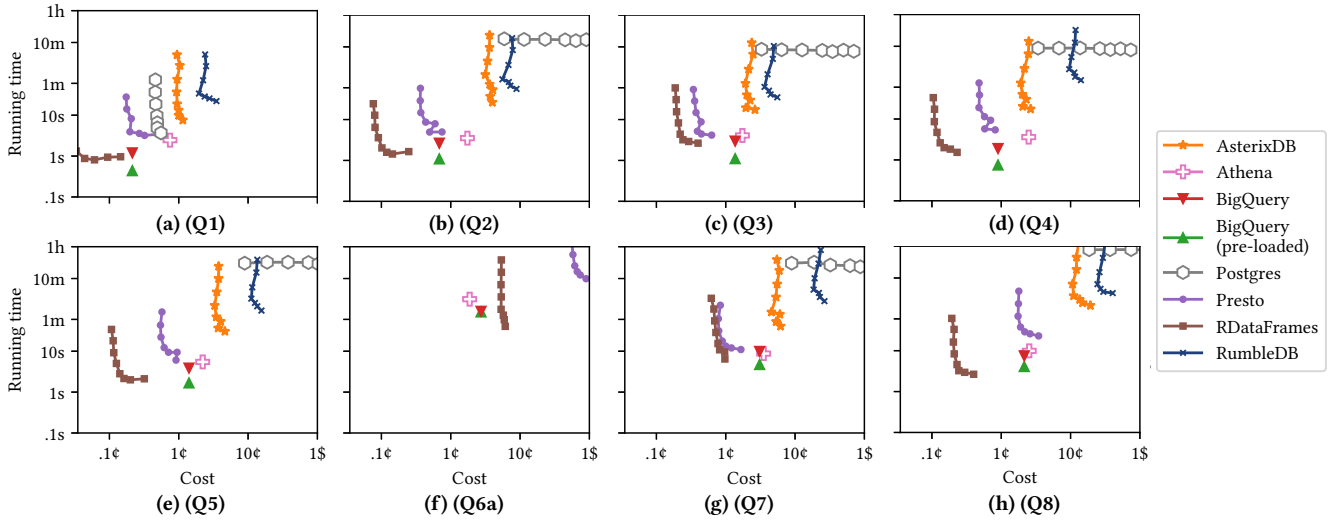 1h
10m
1m
10s
1s
.1s
Running time
(a) (Q1)
(b) (Q2)
(c) (Q3)
(d) (Q4)
1h
10m
1m
10s
1s
.1s
Running time
.1¢ 1¢ 10¢ 1$
Cost
(e) (Q5)
.1¢ 1¢ 10¢ 1$
Cost
(f) (Q6a)
.1¢ 1¢ 10¢ 1$
Cost
(g) (Q7)
.1¢ 1¢ 10¢ 1$
Cost
(h) (Q8)
AsterixDB
Athena
BigQuery
BigQuery
(pre-loaded)
Postgres
Presto
RDataFrames
RumbleDB